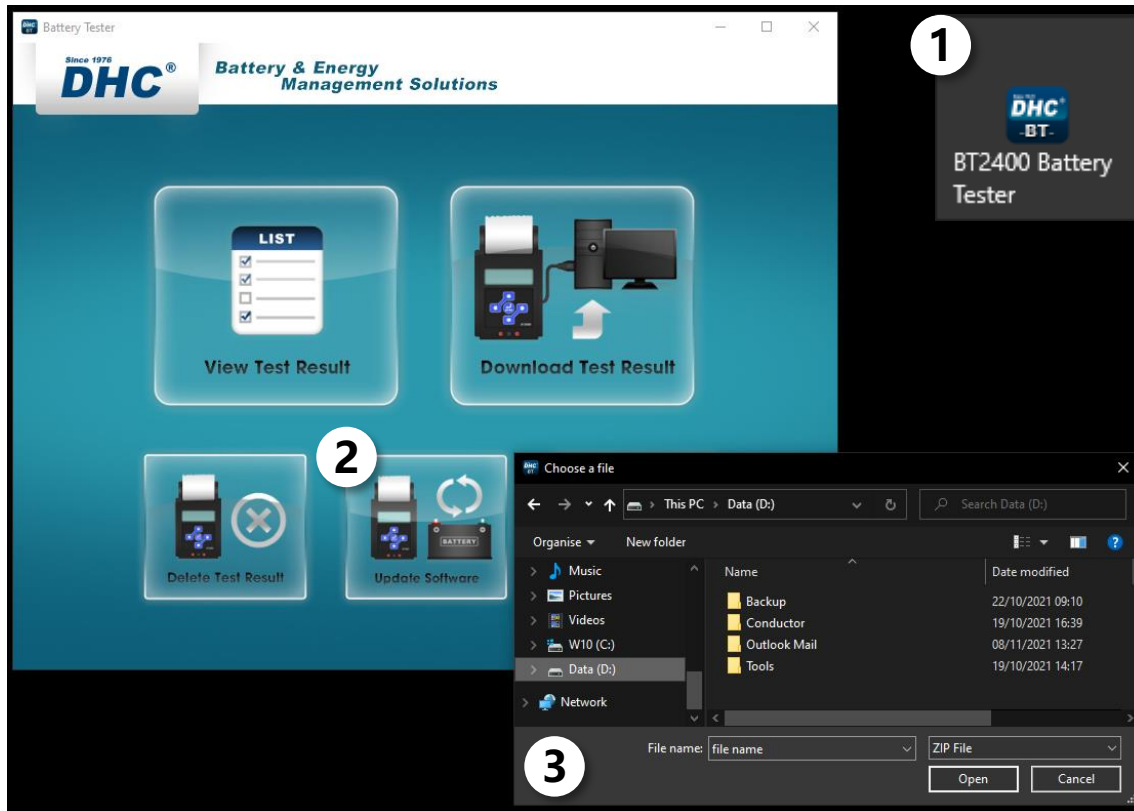 Battery Tester
Since 1976
DHC®
Battery & Energy
Management Solutions
1
DHC
-BT-
BT2400 Battery
Tester
LIST
View Test Result
Download Test Result
2
Delete Test Result
BATTERY
Update Software
Choose a file
This PC > Data (D:)
Search Data (D:)
Organise
New folder
Music
Pictures
Videos
W10 (C:)
Data (D:)
Network
Name
Date modified
Backup
22/10/2021 09:10
Conductor
19/10/2021 16:39
Outlook Mail
08/11/2021 13:27
Tools
19/10/2021 14:17
3
File name:
file name
ZIP File
Open
Cancel